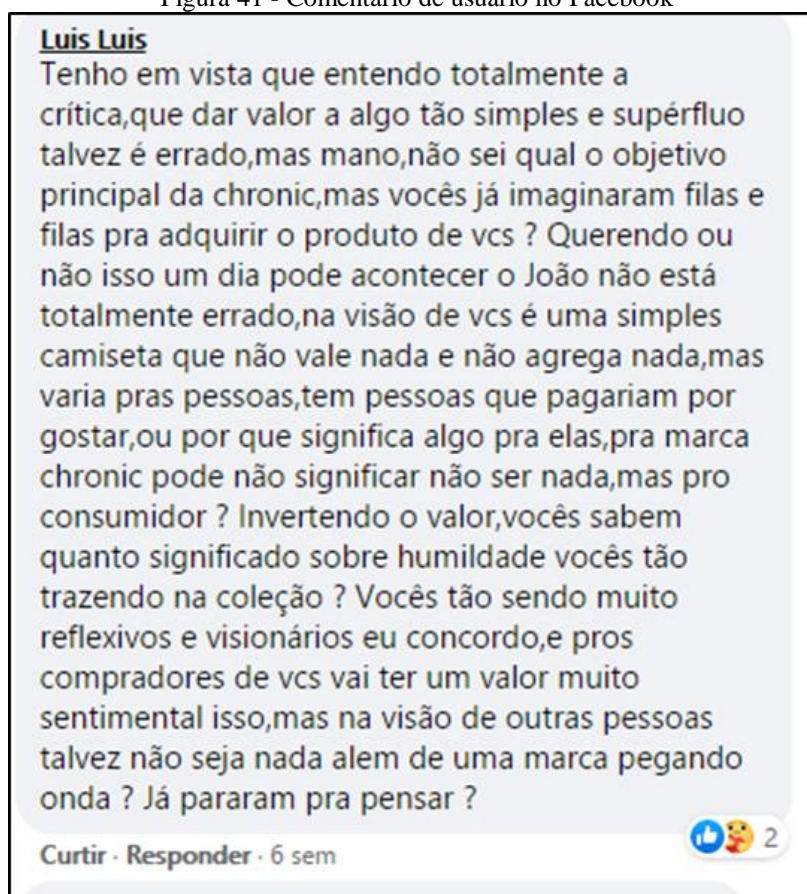 Figura 41 - Comentário de usuário no Facebook
Luis Luis
Tenho em vista que entendo totalmente a
crítica,que dar valor a algo tão simples e supérfluo
talvez é errado,mas mano,não sei qual o objetivo
principal da chronic,mas vocês já imaginaram filas e
filas pra adquirir o produto de vcs ? Querendo ou
não isso um dia pode acontecer o João não está
totalmente errado,na visão de vcs é uma simples
camiseta que não vale nada e não agrega nada,mas
varia pras pessoas,tem pessoas que pagariam por
gostar,ou por que significa algo pra elas,pra marca
chronic pode não significar não ser nada,mas pro
consumidor ? Invertendo o valor,vocês sabem
quanto significado sobre humildade vocês tão
trazendo na coleção ? Vocês tão sendo muito
reflexivos e visionários eu concordo,e pros
compradores de vcs vai ter um valor muito
sentimental isso,mas na visão de outras pessoas
talvez não seja nada alem de uma marca pegando
onda ? Já pararam pra pensar ?
2
Curtir · Responder · 6 sem